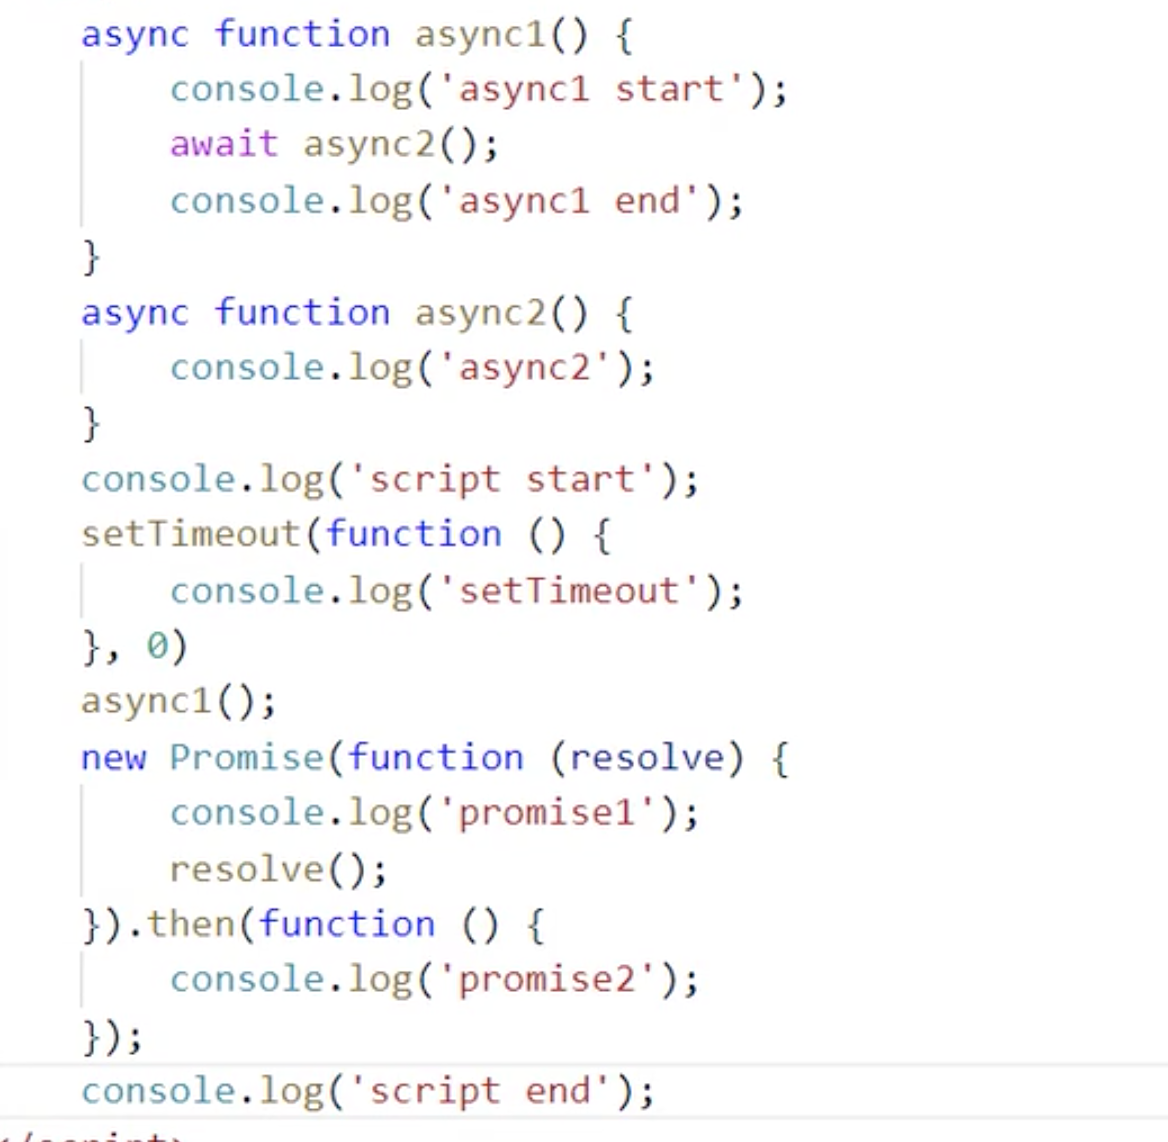 async function async1() {
    console.log('async1 start');
    await async2();
    console.log('async1 end');
}
async function async2() {
    console.log('async2');
}
console.log('script start');
setTimeout(function () {
    console.log('setTimeout');
}, 0)
async1();
new Promise(function (resolve) {
    console.log('promise1');
    resolve();
}).then(function () {
    console.log('promise2');
});
console.log('script end');